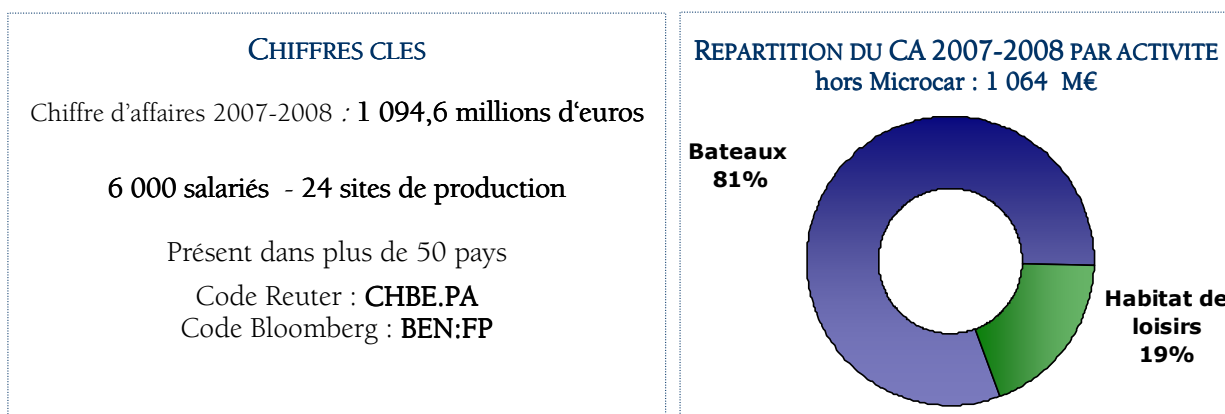 CHIFFRES CLES
Chiffre d'affaires 2007-2008 : 1 094,6 millions d'euros
6 000 salariés - 24 sites de production
Présent dans plus de 50 pays
Code Reuter : CHBE.PA
Code Bloomberg : BEN:FP
REPARTITION DU CA 2007-2008 PAR ACTIVITE
hors Microcar : 1 064 M€
Bateaux
81%
Habitat de
loisirs
19%